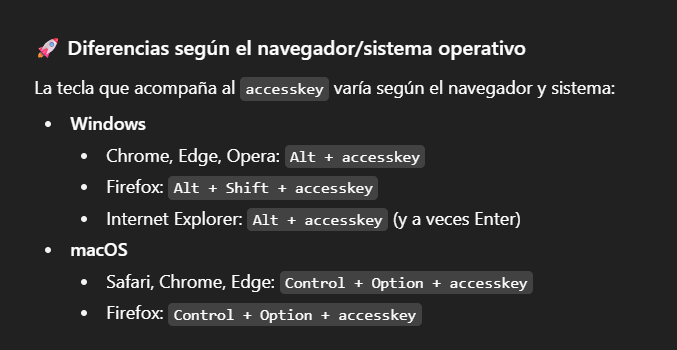 🚀 Diferencias según el navegador/sistema operativo
La tecla que acompaña al accesskey varía según el navegador y sistema:
• Windows
• Chrome, Edge, Opera: Alt + accesskey
• Firefox: Alt + Shift + accesskey
• Internet Explorer: Alt + accesskey (y a veces Enter)
• macOS
• Safari, Chrome, Edge: Control + Option + accesskey
• Firefox: Control + Option + accesskey